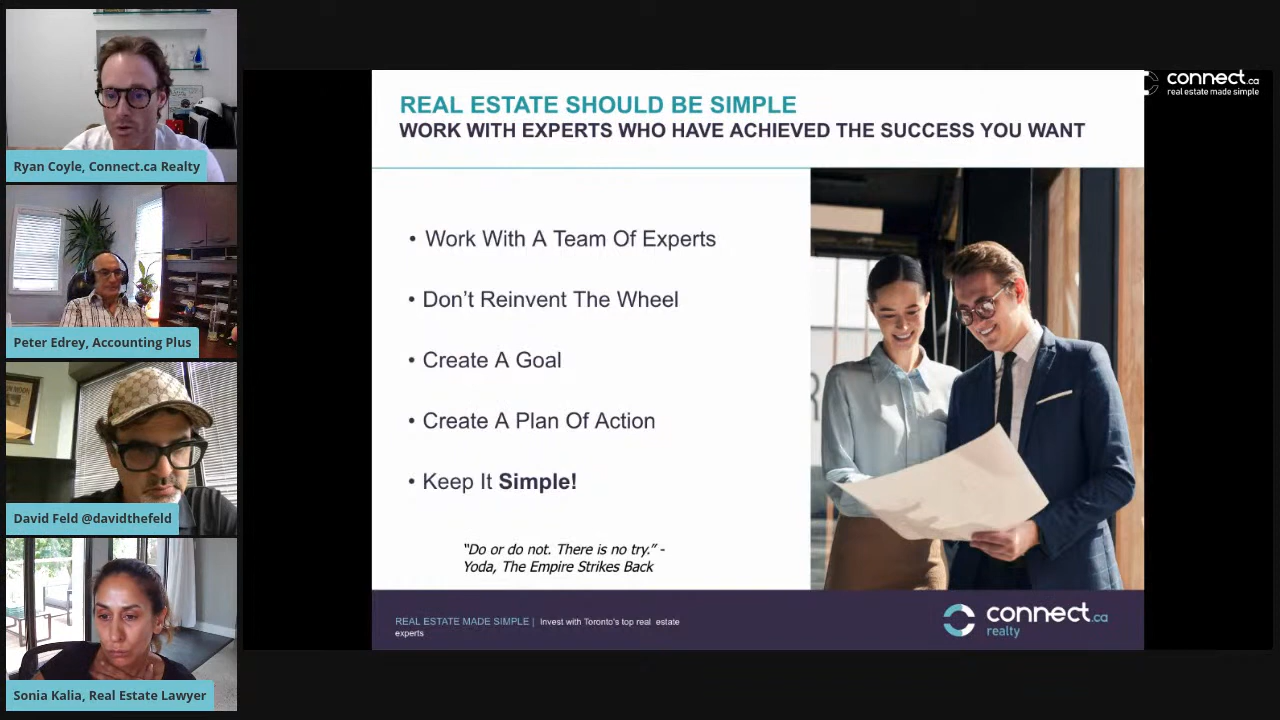 Ryan Coyle, Connect.ca Realty
Peter Edrey, Accounting Plus
David Feld @davidthefeld
Sonia Kalia, Real Estate Lawyer
REAL ESTATE SHOULD BE SIMPLE
WORK WITH EXPERTS WHO HAVE ACHIEVED THE SUCCESS YOU WANT
• Work With A Team Of Experts
• Don’t Reinvent The Wheel
• Create A Goal
• Create A Plan Of Action
• Keep It Simple!
“Do or do not. There is no try.” -
Yoda, The Empire Strikes Back
REAL ESTATE MADE SIMPLE | Invest with Toronto's top real estate
experts
connect.ca
realty
connect.ca
real estate made simple